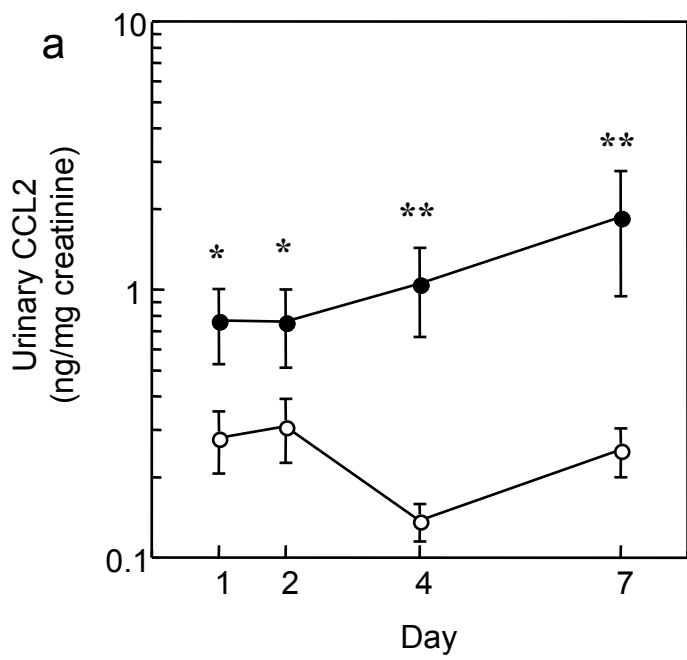 a
10
1
0.1
Urinary CCL2
(ng/mg creatinine)
*
*
**
**
1
2
4
7
Day